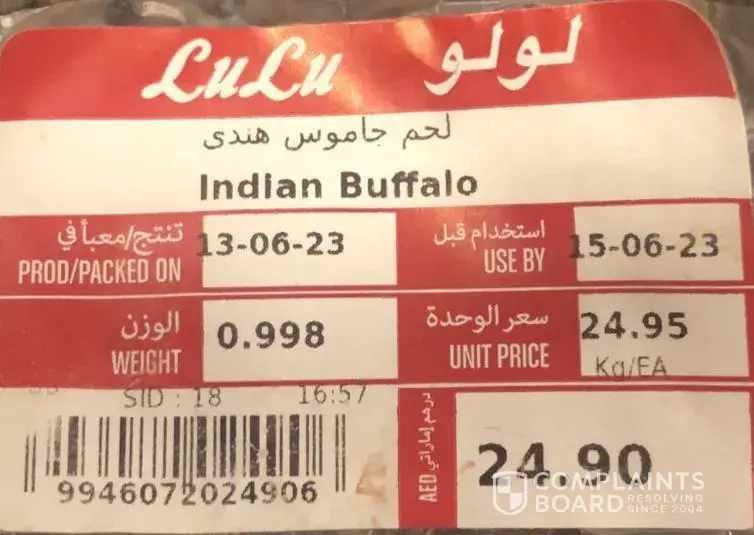 LuLu لولو
لحم جاموس هندى
Indian Buffalo
تنتج/معبأ في
PROD/PACKED ON
13-06-23
استخدام قبل
USE BY
15-06-23
الوزن
WEIGHT
0.998
سعر الوحدة
UNIT PRICE
24.95
Kg/EA
SID : 18 16:57
9946072024906
درهم إماراتي AED
24.90
COMPLAINTS
BOARD RESOLVING
SINCE 2004